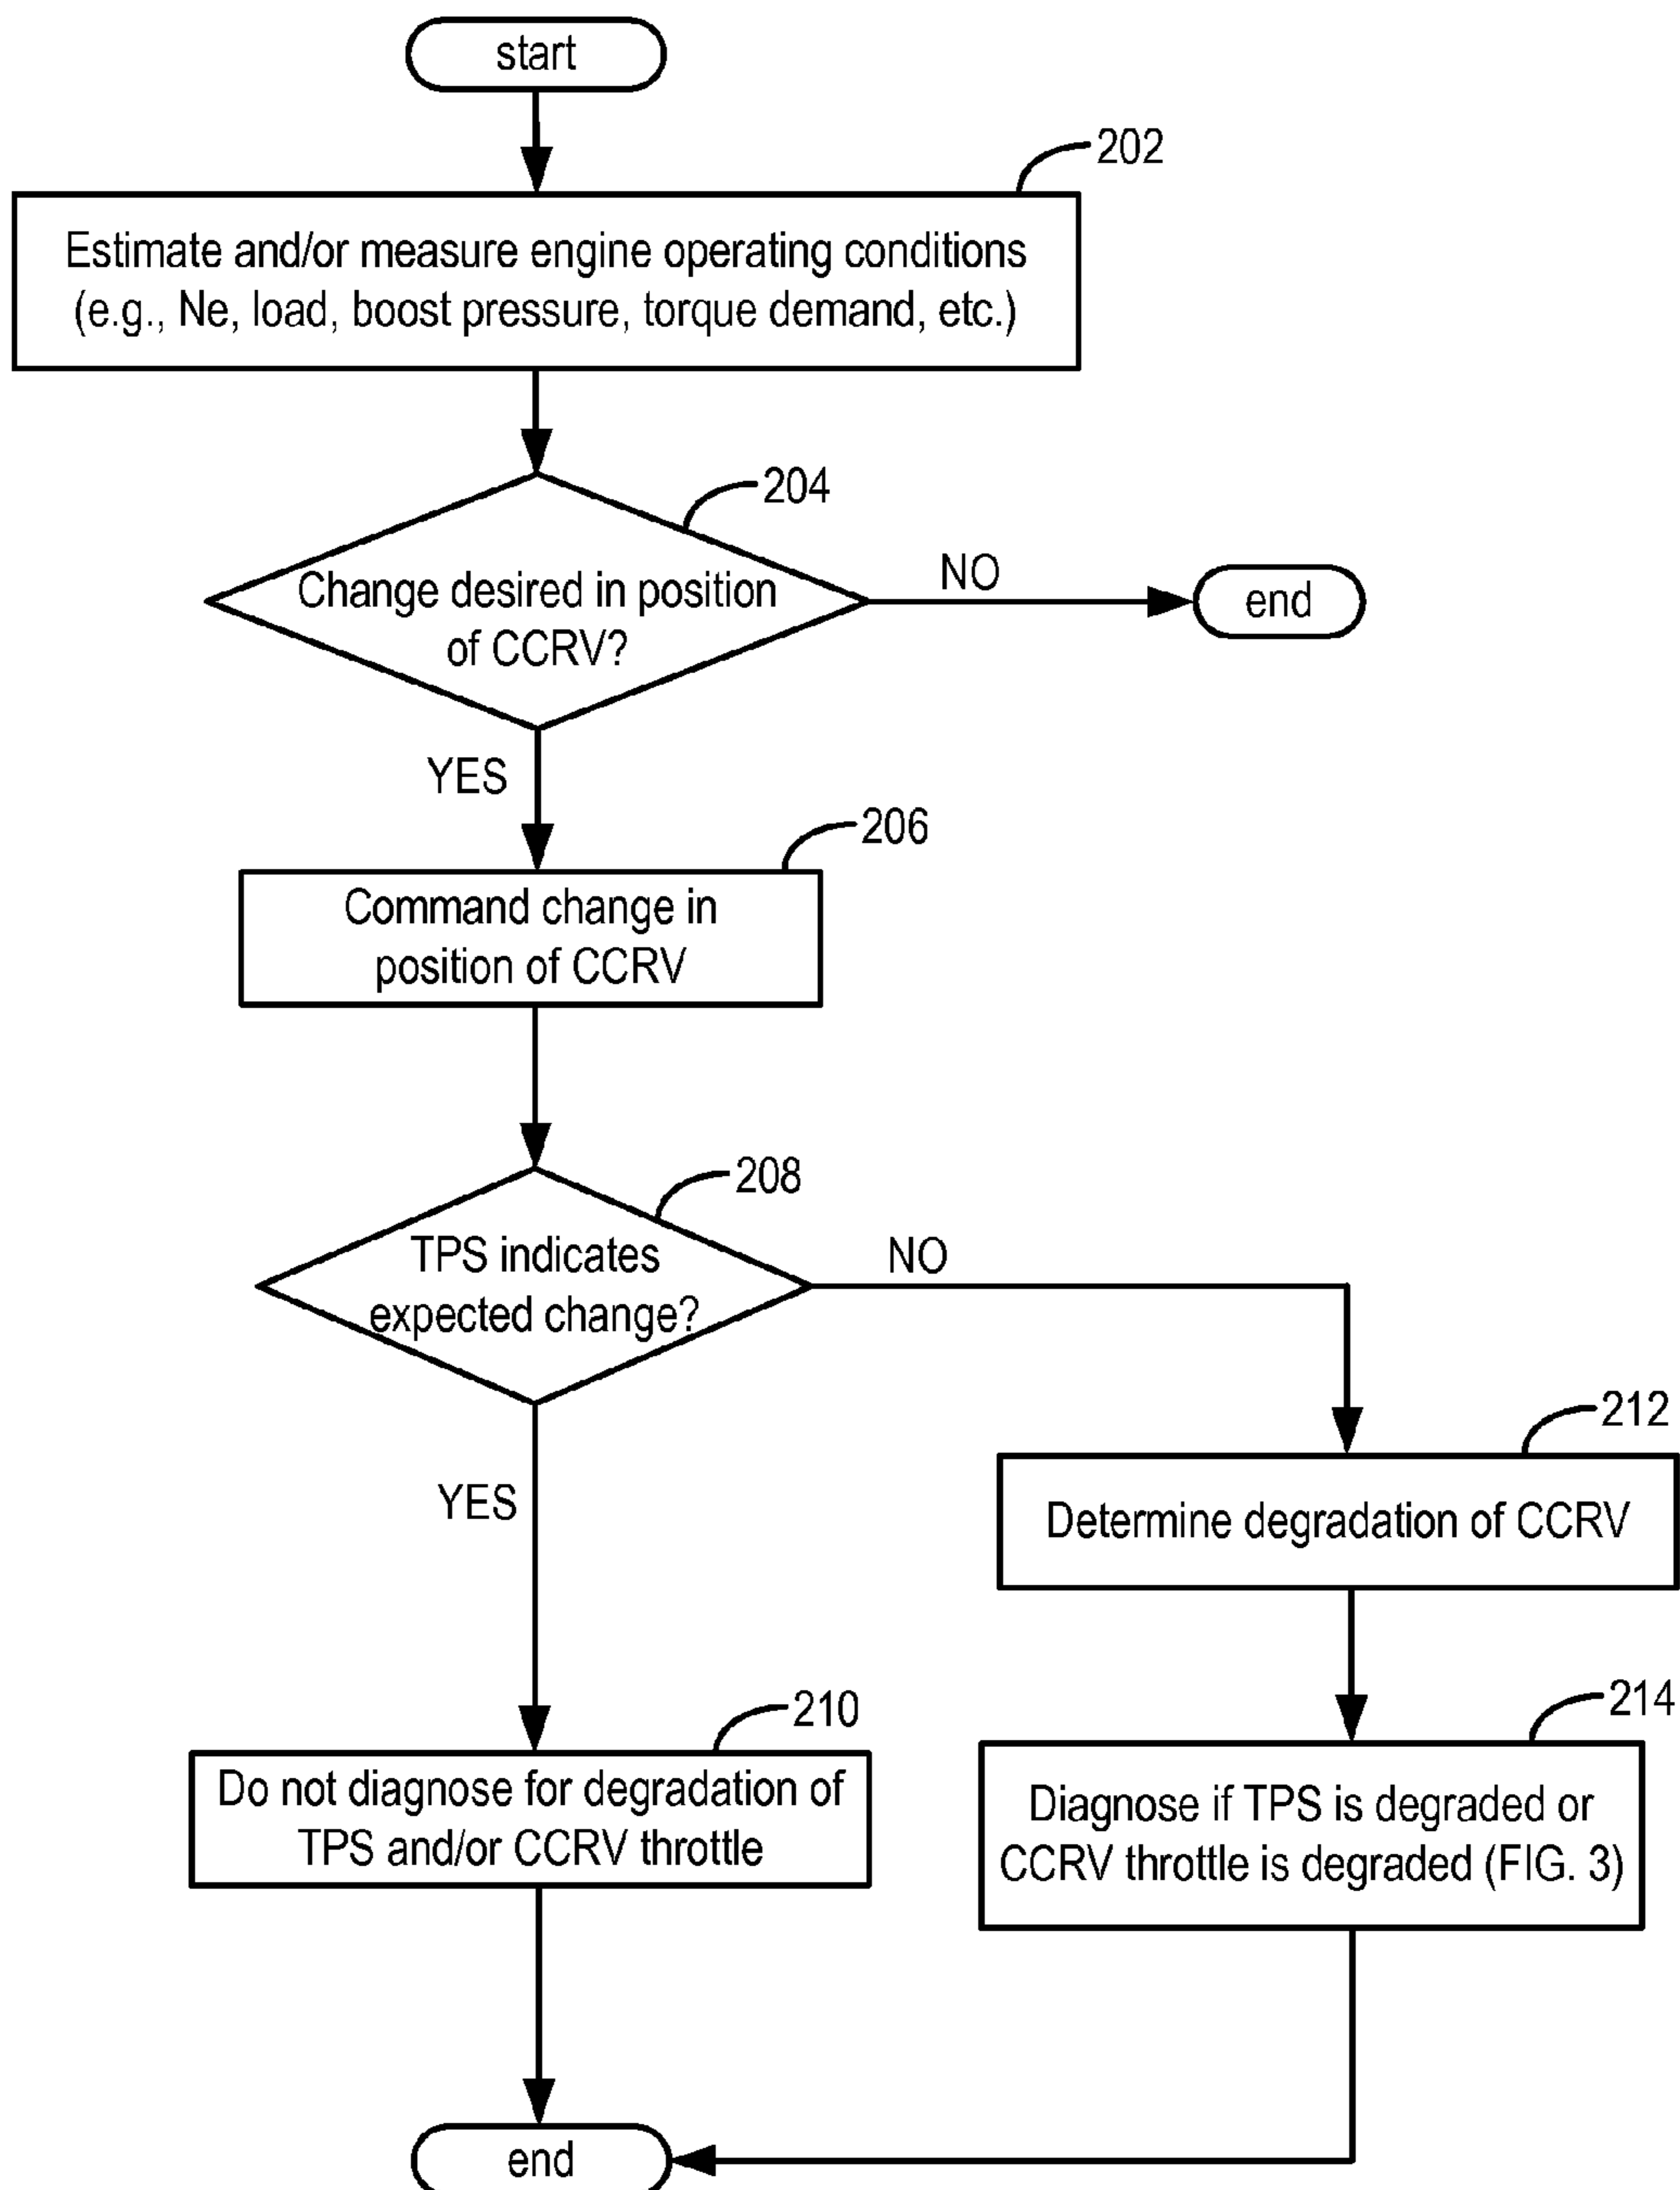 start
202
Estimate and/or measure engine operating conditions
(e.g., Ne, load, boost pressure, torque demand, etc.)
204
Change desired in position
of CCRV?
NO
end
YES
206
Command change in
position of CCRV
208
TPS indicates
expected change?
NO
212
Determine degradation of CCRV
YES
210
Do not diagnose for degradation of
TPS and/or CCRV throttle
214
Diagnose if TPS is degraded or
CCRV throttle is degraded (FIG. 3)
end